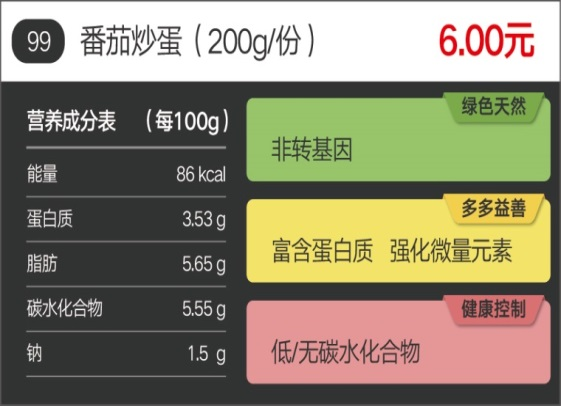 99 番茄炒蛋（200g/份） 6.00元
营养成分表 （每100g）
能量 86 kcal
蛋白质 3.53 g
脂肪 5.65 g
碳水化合物 5.55 g
钠 1.5 g
绿色天然
非转基因
多多益善
富含蛋白质 强化微量元素
健康控制
低/无碳水化合物